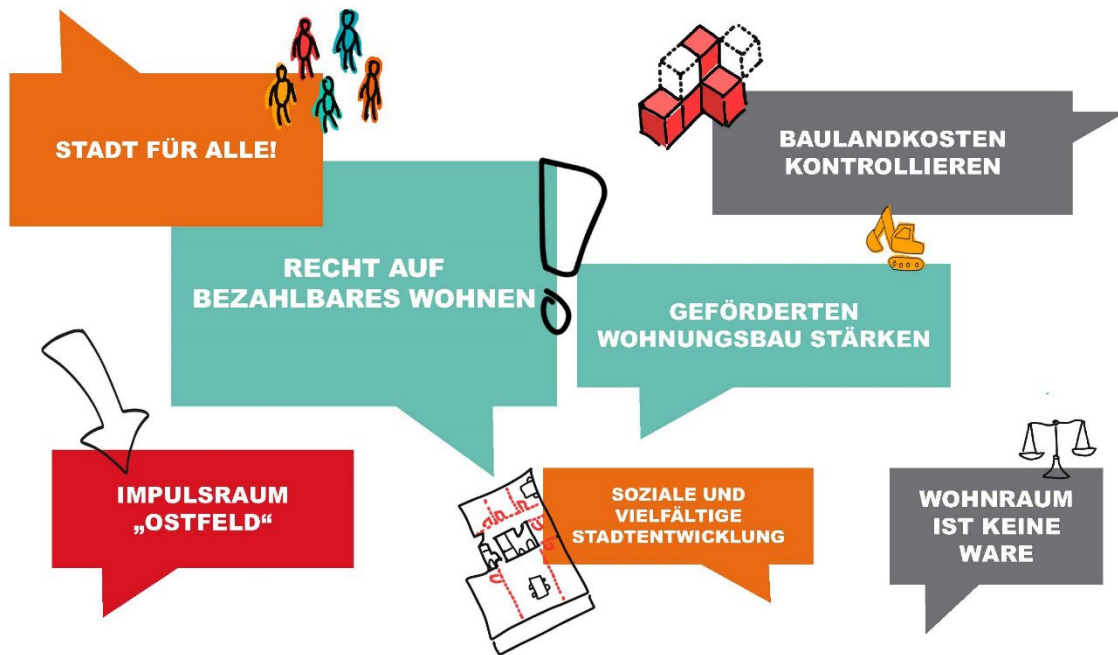 STADT FÜR ALLE!
BAULANDKOSTEN
KONTROLLIEREN
RECHT AUF
BEZAHLBARES WOHNEN
GEFÖRDERTEN
WOHNUNGSBAU STÄRKEN
IMPULSRAUM
„OSTFELD“
SOZIALE UND
VIELFÄLTIGE
STADTENTWICKLUNG
WOHNRAUM
IST KEINE
WARE